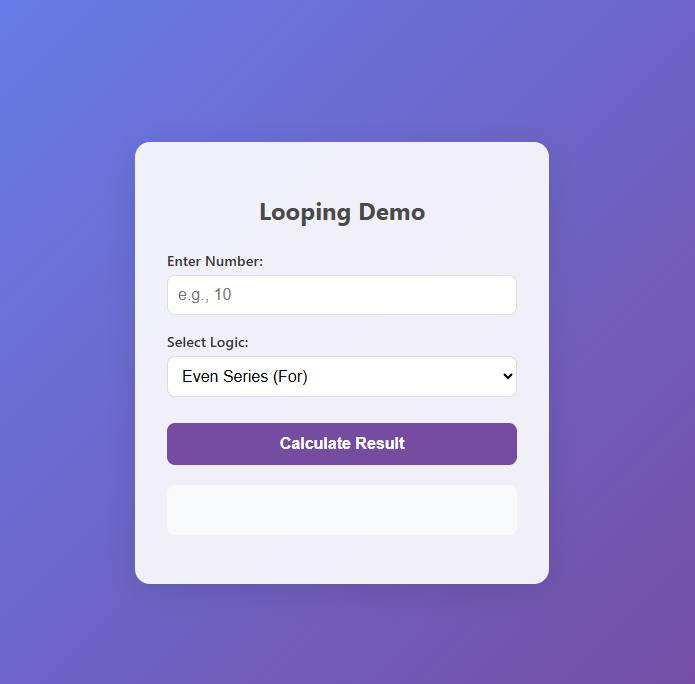 Looping Demo
Enter Number:
e.g., 10
Select Logic:
Even Series (For)
Calculate Result